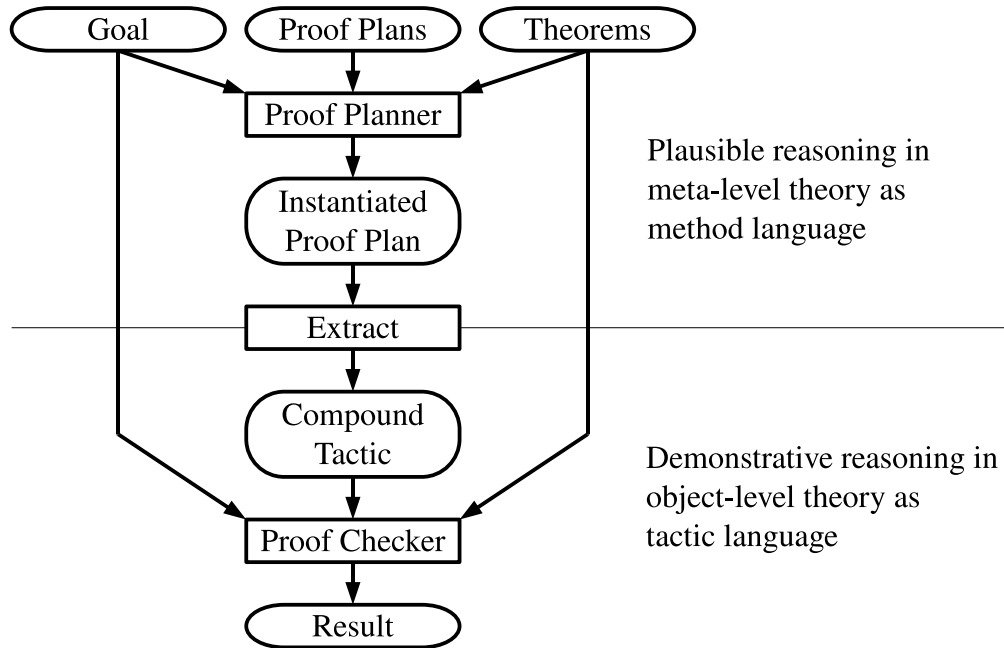 Goal
Proof Plans
Theorems
Proof Planner
Instantiated
Proof Plan
Plausible reasoning in
meta-level theory as
method language
Extract
Compound
Tactic
Demonstrative reasoning in
object-level theory as
tactic language
Proof Checker
Result